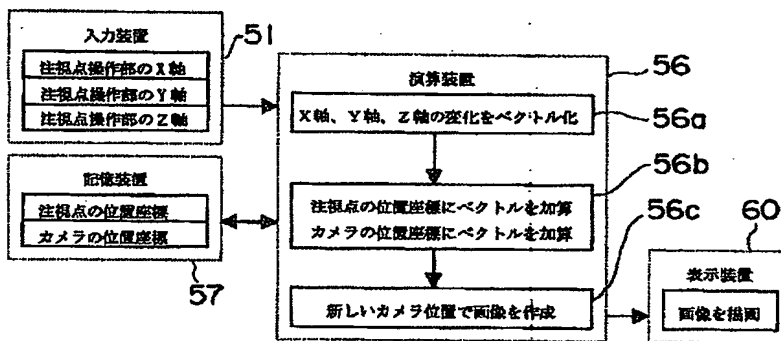 入力装置
51
注視点操作部のX軸
注視点操作部のY軸
注視点操作部のZ軸
記憶装置
注視点の位置座標
カメラの位置座標
57
演算装置
56
X軸、Y軸、Z軸の変化をベクトル化
56a
56b
注視点の位置座標にベクトルを加算
カメラの位置座標にベクトルを加算
56c
新しいカメラ位置で画像を作成
60
表示装置
画像を描画